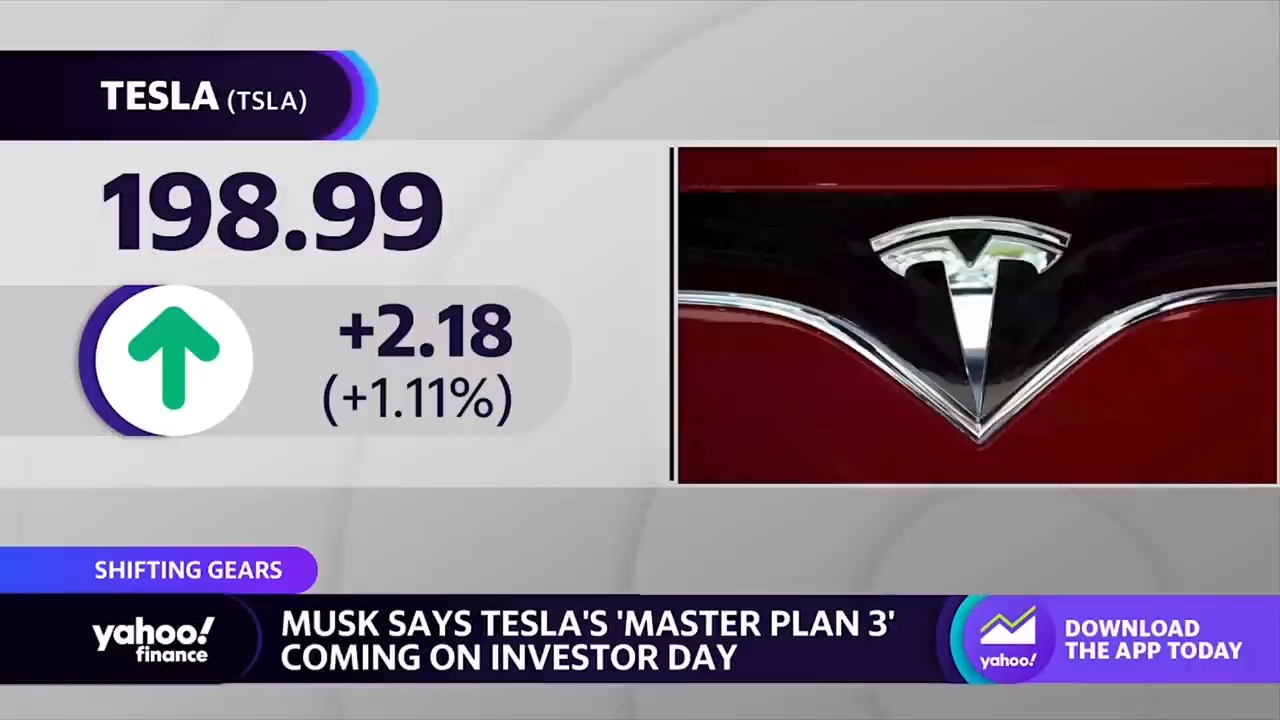 TESLA (TSLA)
198.99
+2.18
(+1.11%)
SHIFTING GEARS
yahoo!
finance
MUSK SAYS TESLA'S 'MASTER PLAN 3'
COMING ON INVESTOR DAY
yahoo!
DOWNLOAD
THE APP TODAY